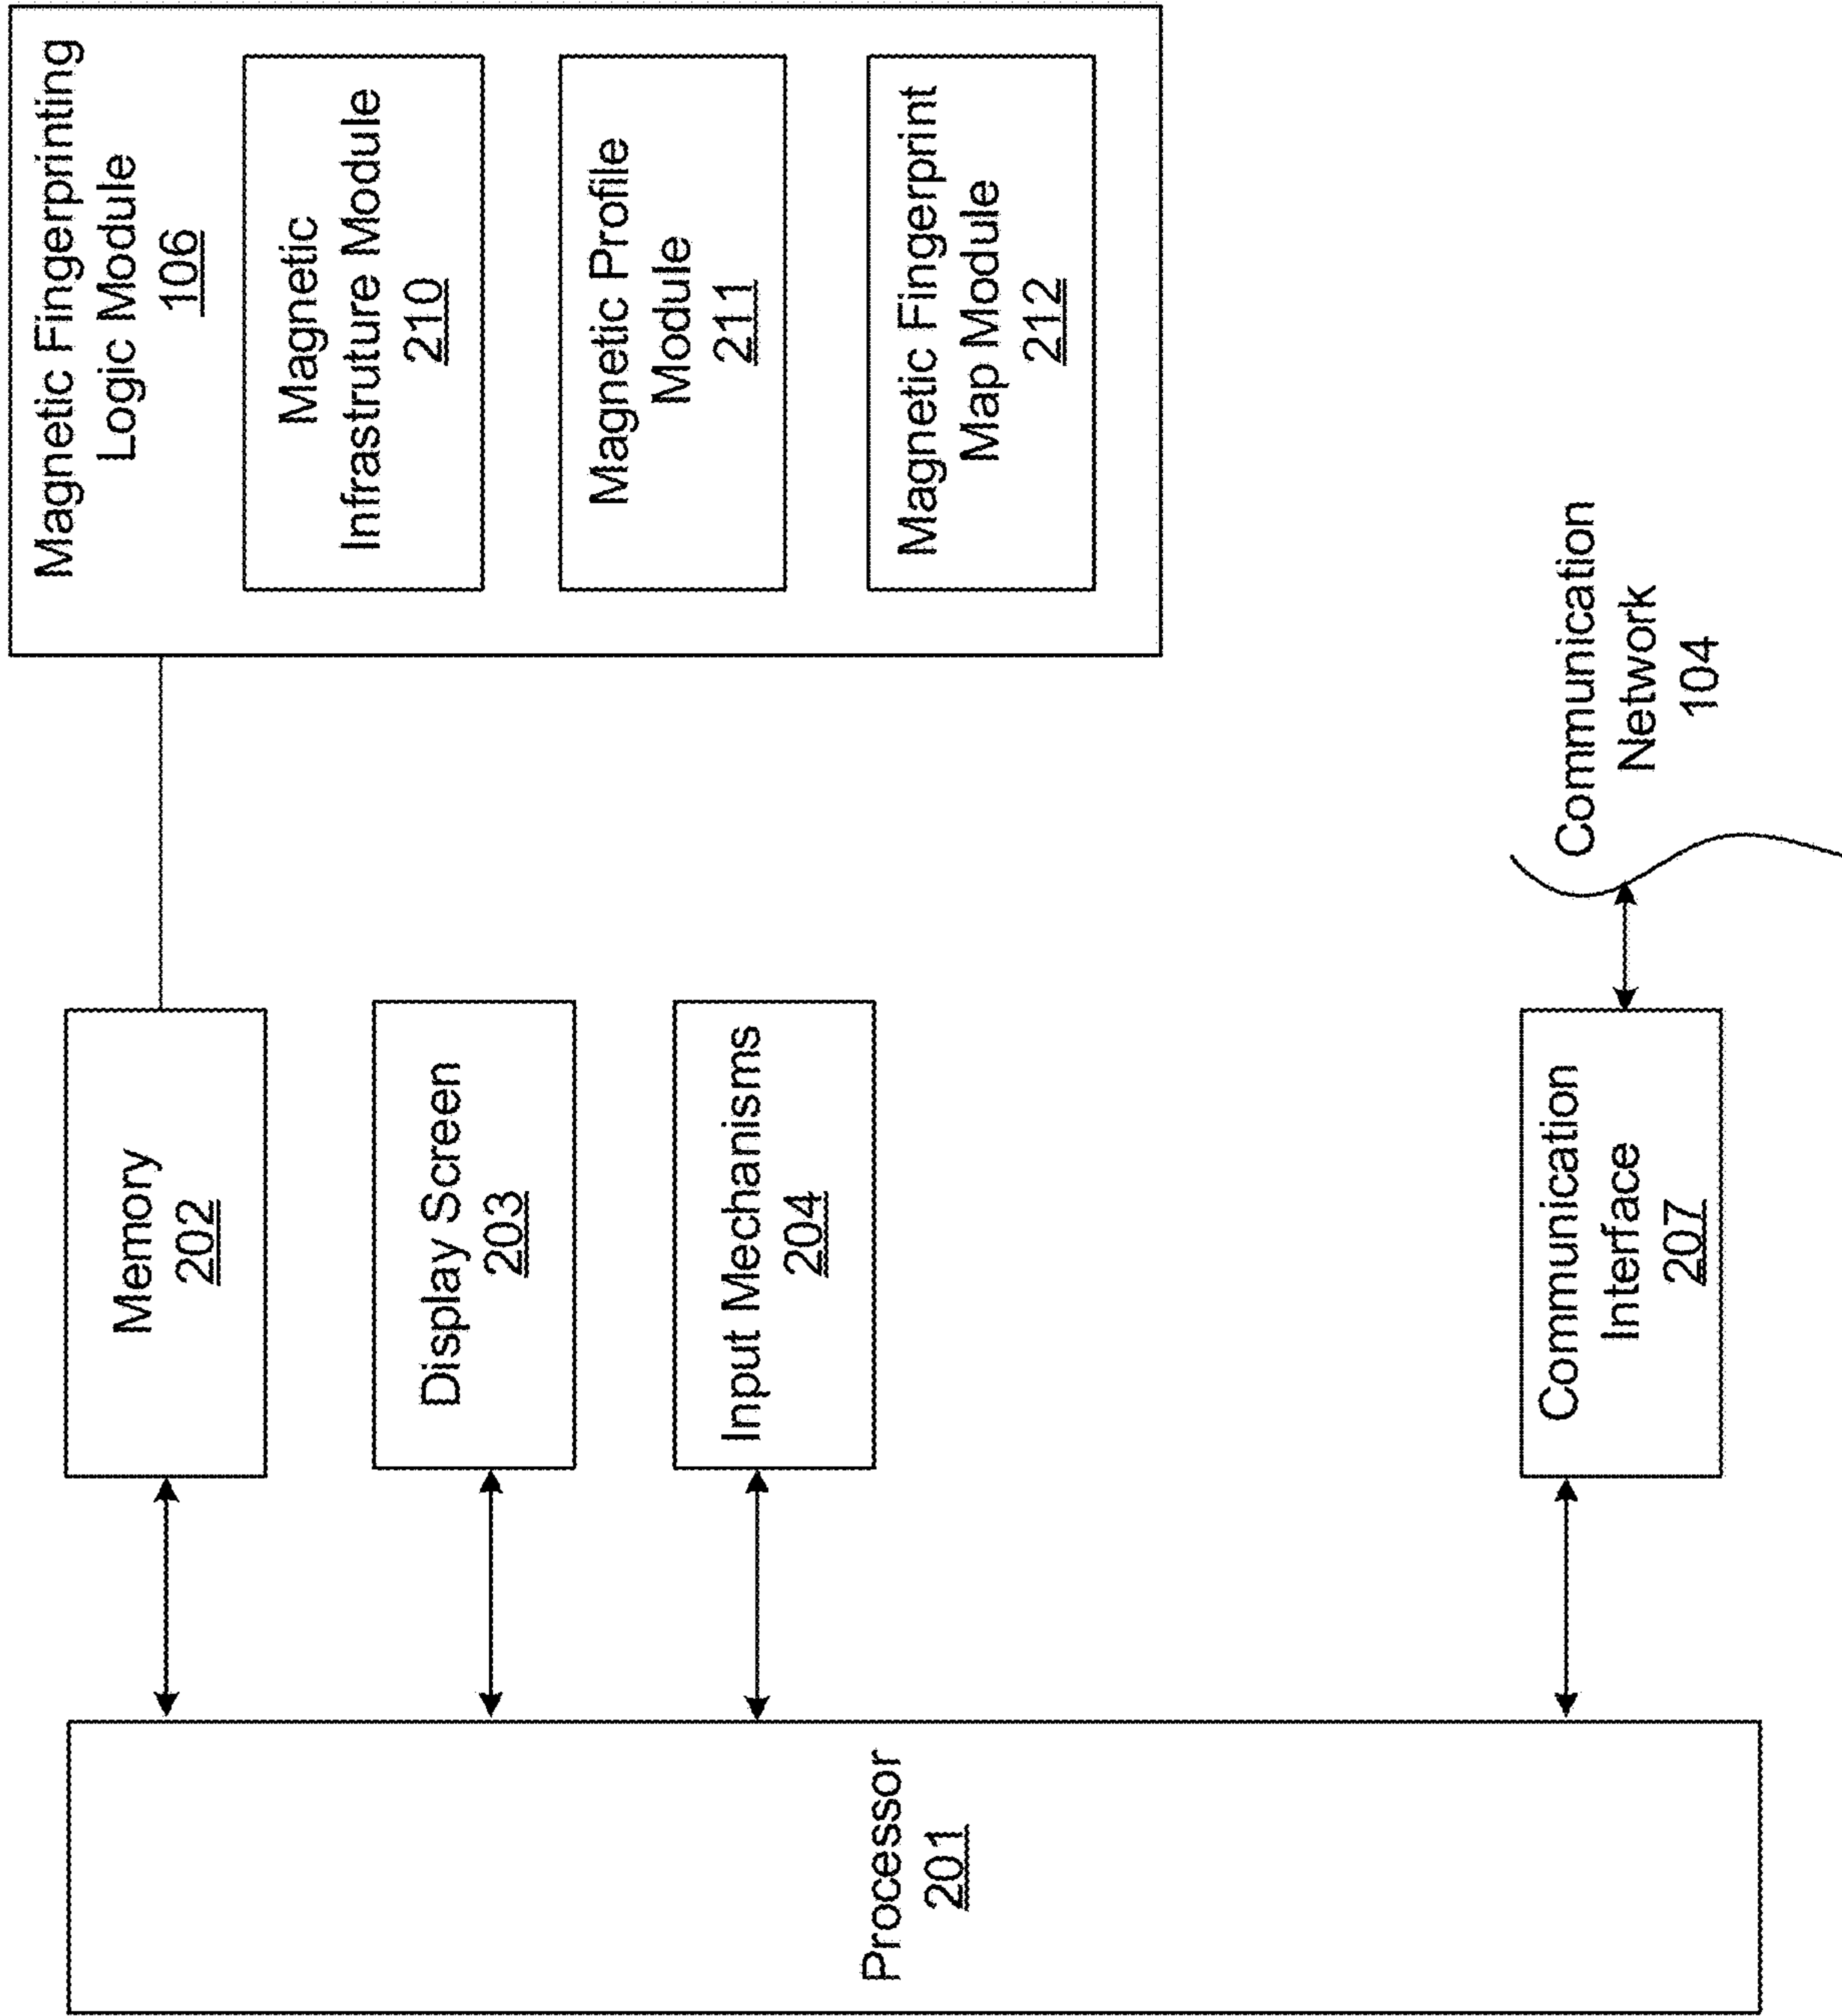 Processor
201
Memory
202
Display Screen
203
Input Mechanisms
204
Communication
Interface
207
Magnetic Fingerprinting
Logic Module
106
Magnetic
Infrastruture Module
210
Magnetic Profile
Module
211
Magnetic Fingerprint
Map Module
212
Communication
Network
104